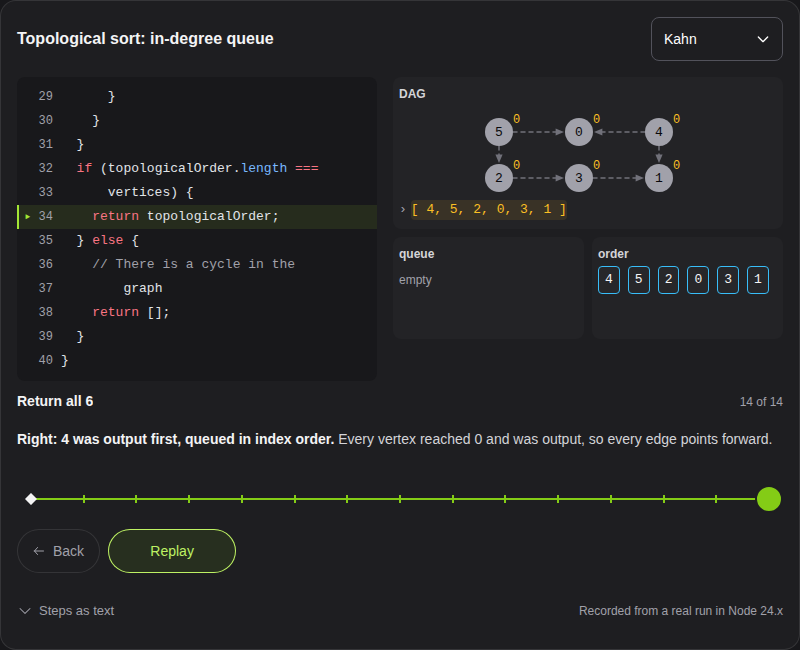 Topological sort: in-degree queue
Kahn
29 }
30 }
31 }
32 if (topologicalOrder.length ===
33 vertices) {
34 return topologicalOrder;
35 } else {
36 // There is a cycle in the
37 graph
38 return [];
39 }
40 }
DAG
5 0 0 0 4 0
2 0 3 0 1 0
› [ 4, 5, 2, 0, 3, 1 ]
queue
empty
order
4 5 2 0 3 1
Return all 6
14 of 14
Right: 4 was output first, queued in index order. Every vertex reached 0 and was output, so every edge points forward.
Back
Replay
Steps as text
Recorded from a real run in Node 24.x